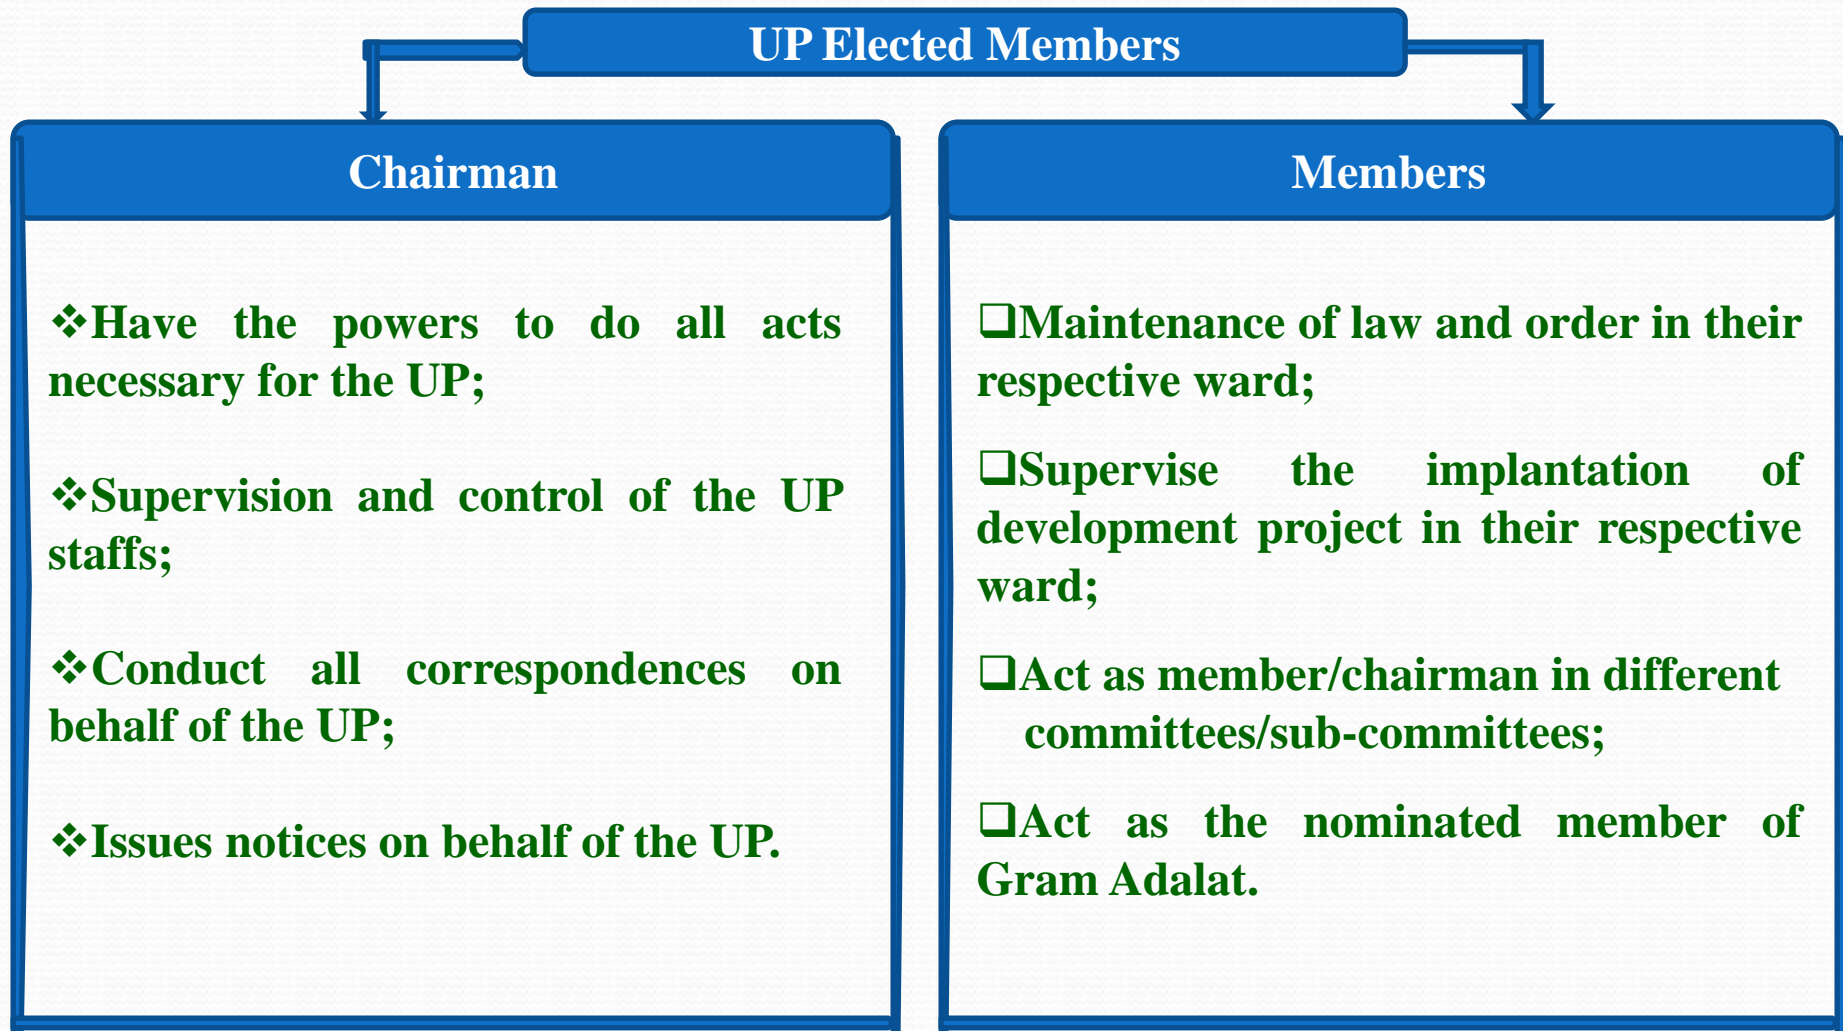 UP Elected Members
Chairman
❖Have the powers to do all acts
necessary for the UP;
❖Supervision and control of the UP
staffs;
❖Conduct all correspondences on
behalf of the UP;
❖Issues notices on behalf of the UP.
Members
❑Maintenance of law and order in their
respective ward;
❑Supervise the implantation of
development project in their respective
ward;
❑Act as member/chairman in different
committees/sub-committees;
❑Act as the nominated member of
Gram Adalat.